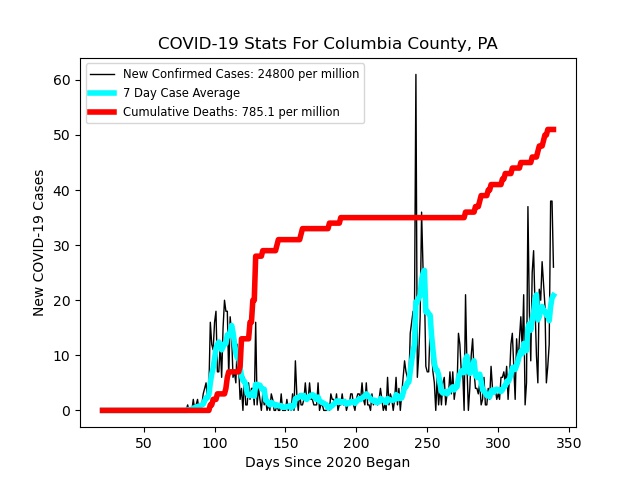 COVID-19 Stats For Columbia County, PA
New Confirmed Cases: 24800 per million
7 Day Case Average
Cumulative Deaths: 785.1 per million
New COVID-19 Cases
60
50
40
30
20
10
0
50 100 150 200 250 300 350
Days Since 2020 Began